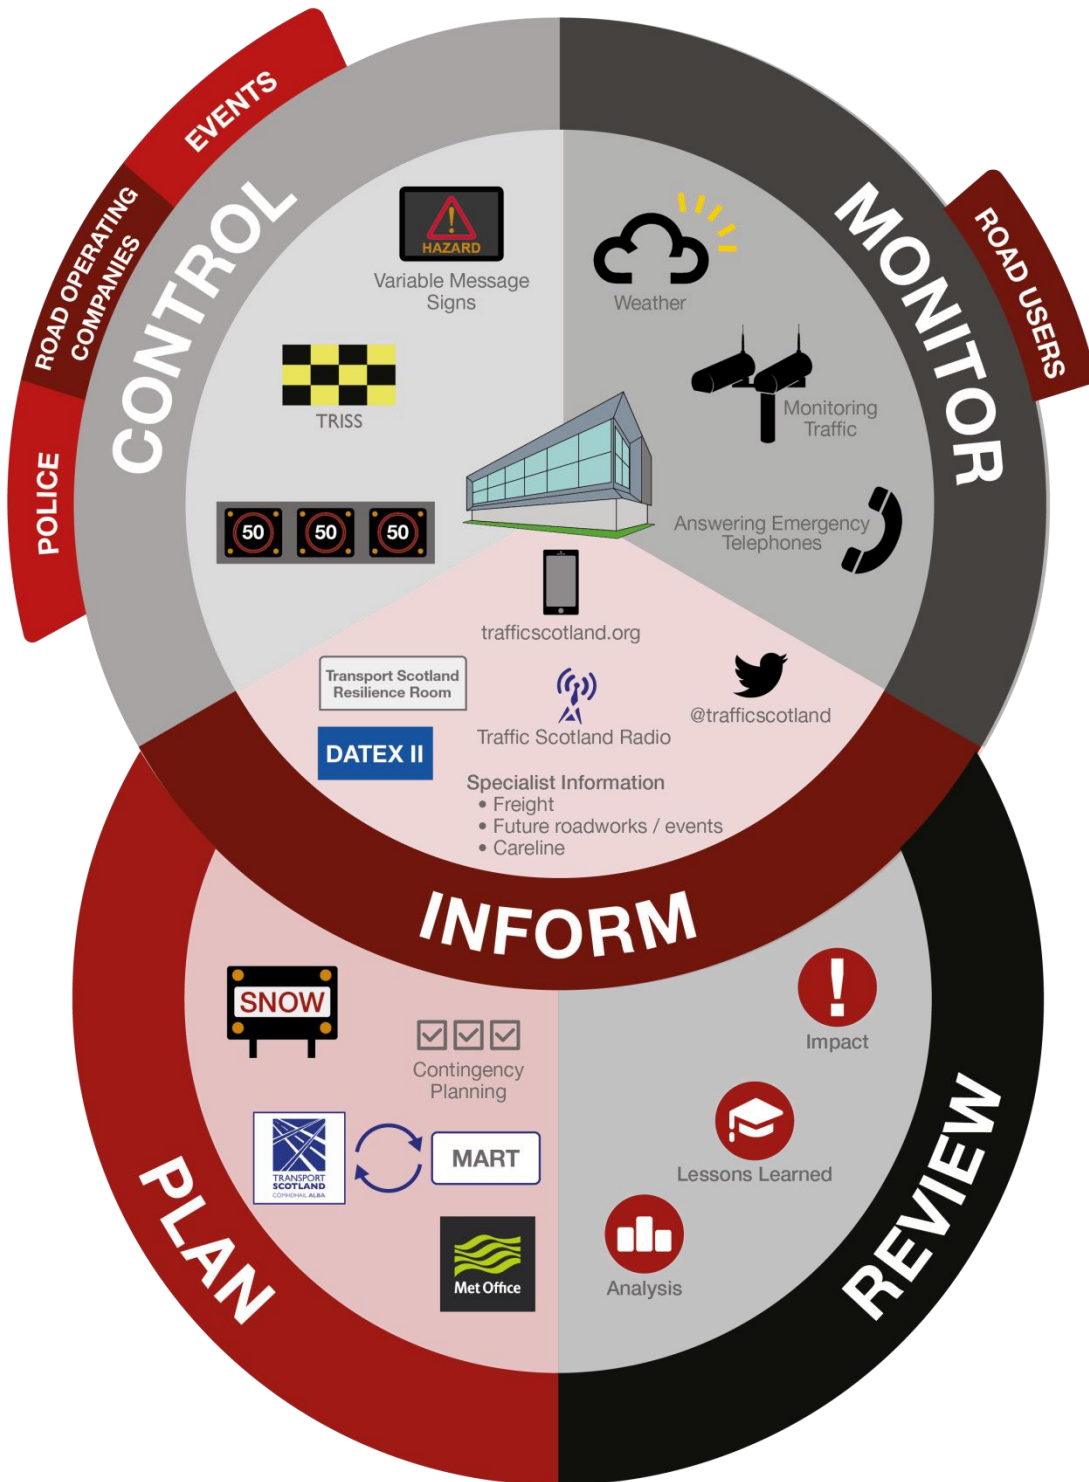 EVENTS
ROAD OPERATING
COMPANIES
POLICE
CONTROL
MONITOR
ROAD USERS
HAZARD
Variable Message
Signs
TRISS
50 50 50
Weather
Monitoring
Traffic
Answering Emergency
Telephones
trafficscotland.org
Transport Scotland
Resilience Room
DATEX II
Traffic Scotland Radio
@trafficscotland
Specialist Information
• Freight
• Future roadworks / events
• Careline
INFORM
SNOW
Contingency
Planning
TRANSPORT
SCOTLAND
CÒMHDHAIL ALBA
MART
Met Office
PLAN
Impact
Lessons Learned
Analysis
REVIEW